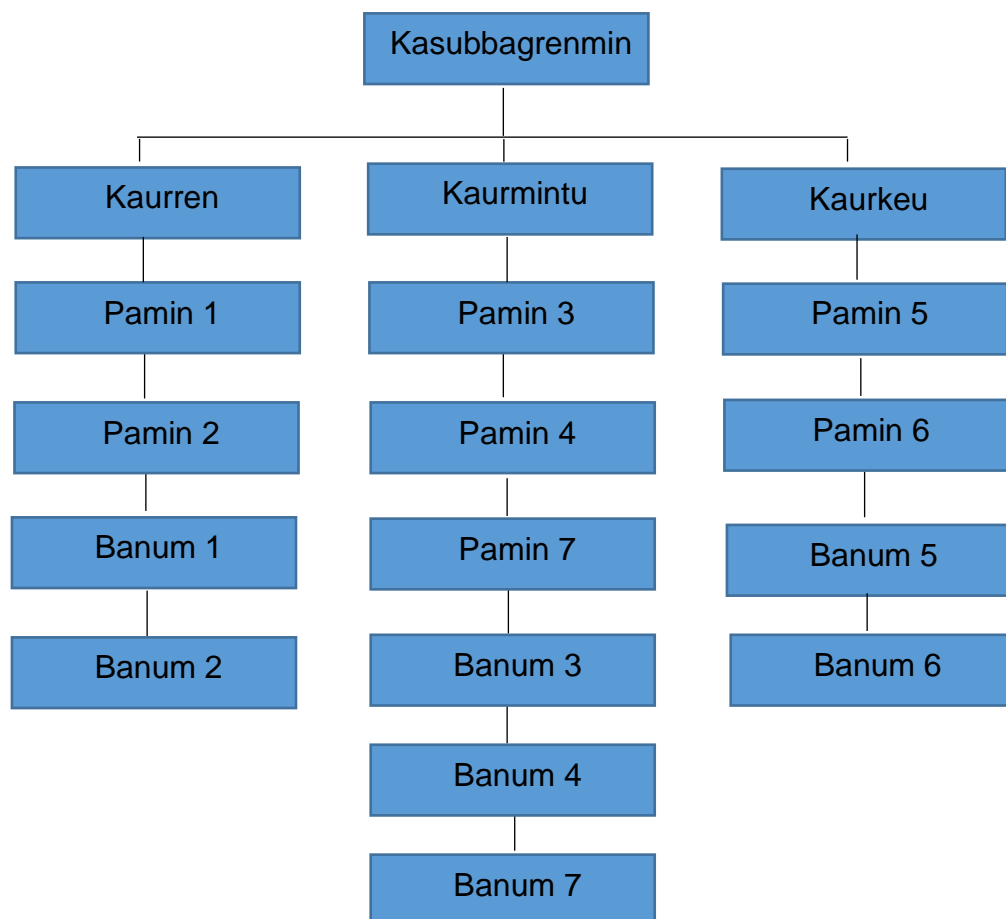 Kasubbagrenmin
Kaurren
Kaurmintu
Kaurkeu
Pamin 1
Pamin 3
Pamin 5
Pamin 2
Pamin 4
Pamin 6
Banum 1
Pamin 7
Banum 5
Banum 2
Banum 3
Banum 6
Banum 4
Banum 7